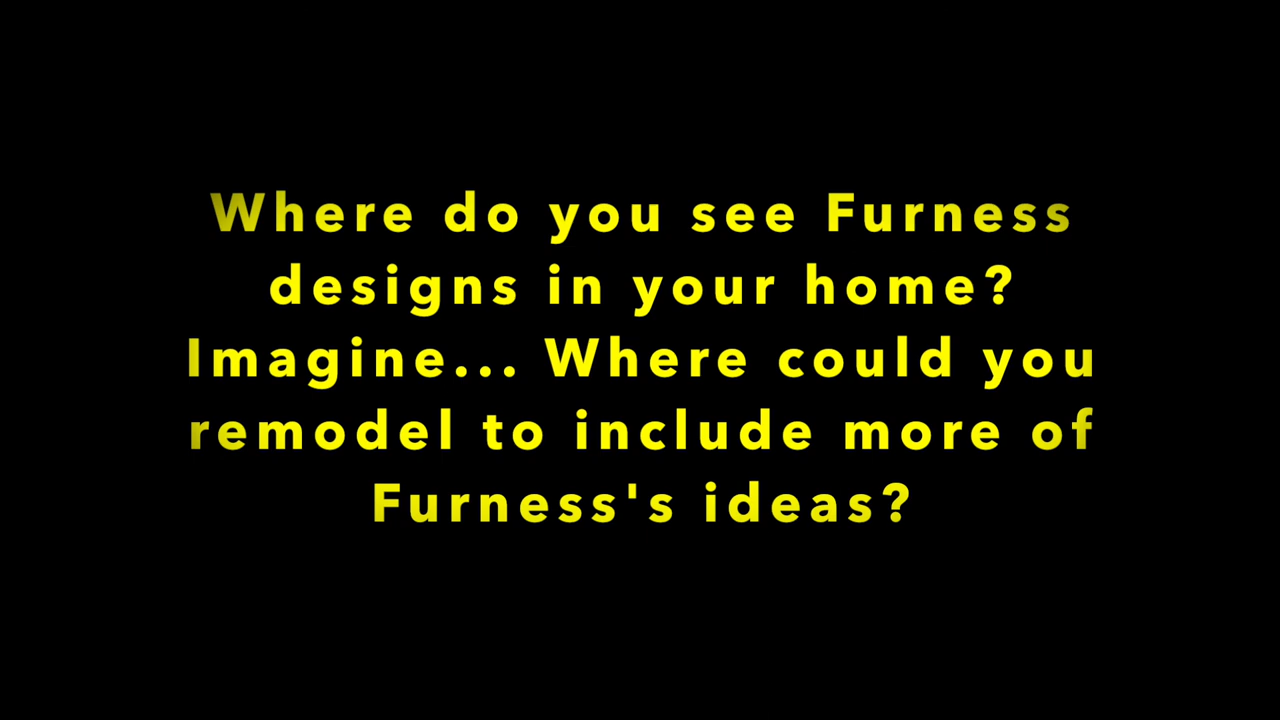 Where do you see Furness
designs in your home?
Imagine... Where could you
remodel to include more of
Furness's ideas?